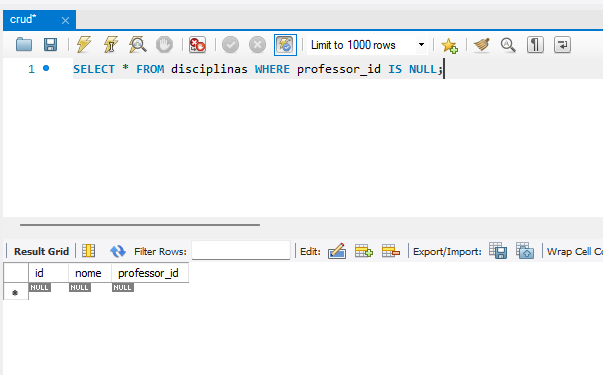 crud*
Limit to 1000 rows
1 SELECT * FROM disciplinas WHERE professor_id IS NULL;
Result Grid Filter Rows: Edit: Export/Import: Wrap Cell Co
id nome professor_id
NULL NULL NULL